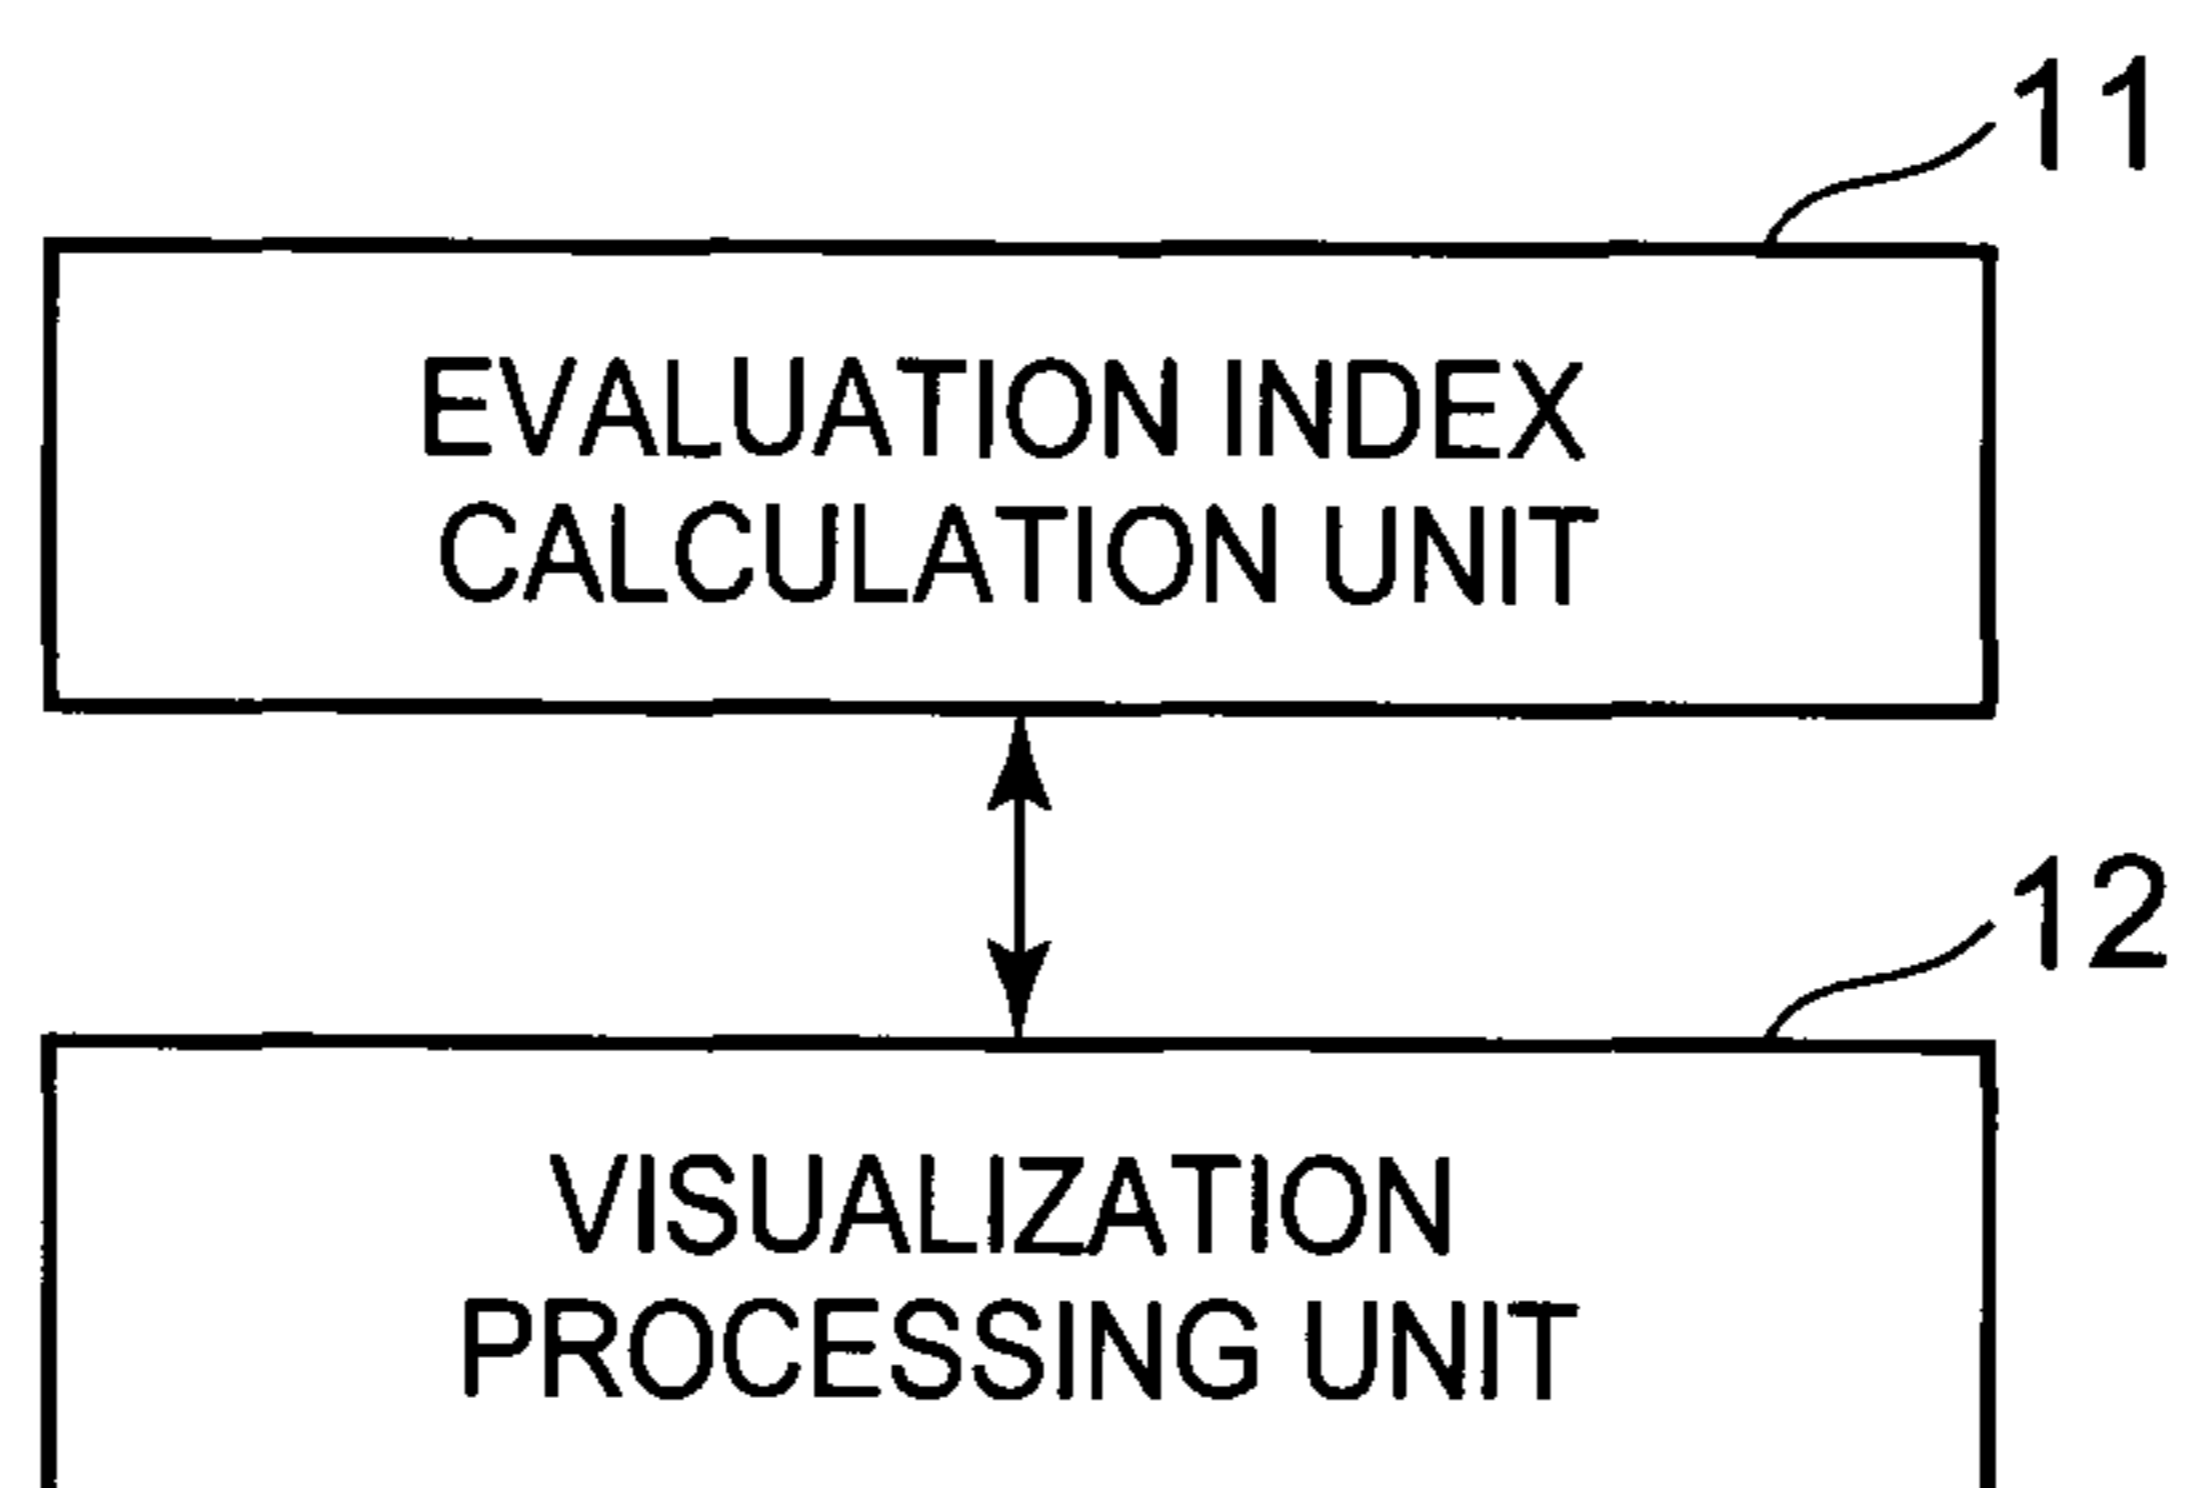 11
EVALUATION INDEX
CALCULATION UNIT
12
VISUALIZATION
PROCESSING UNIT